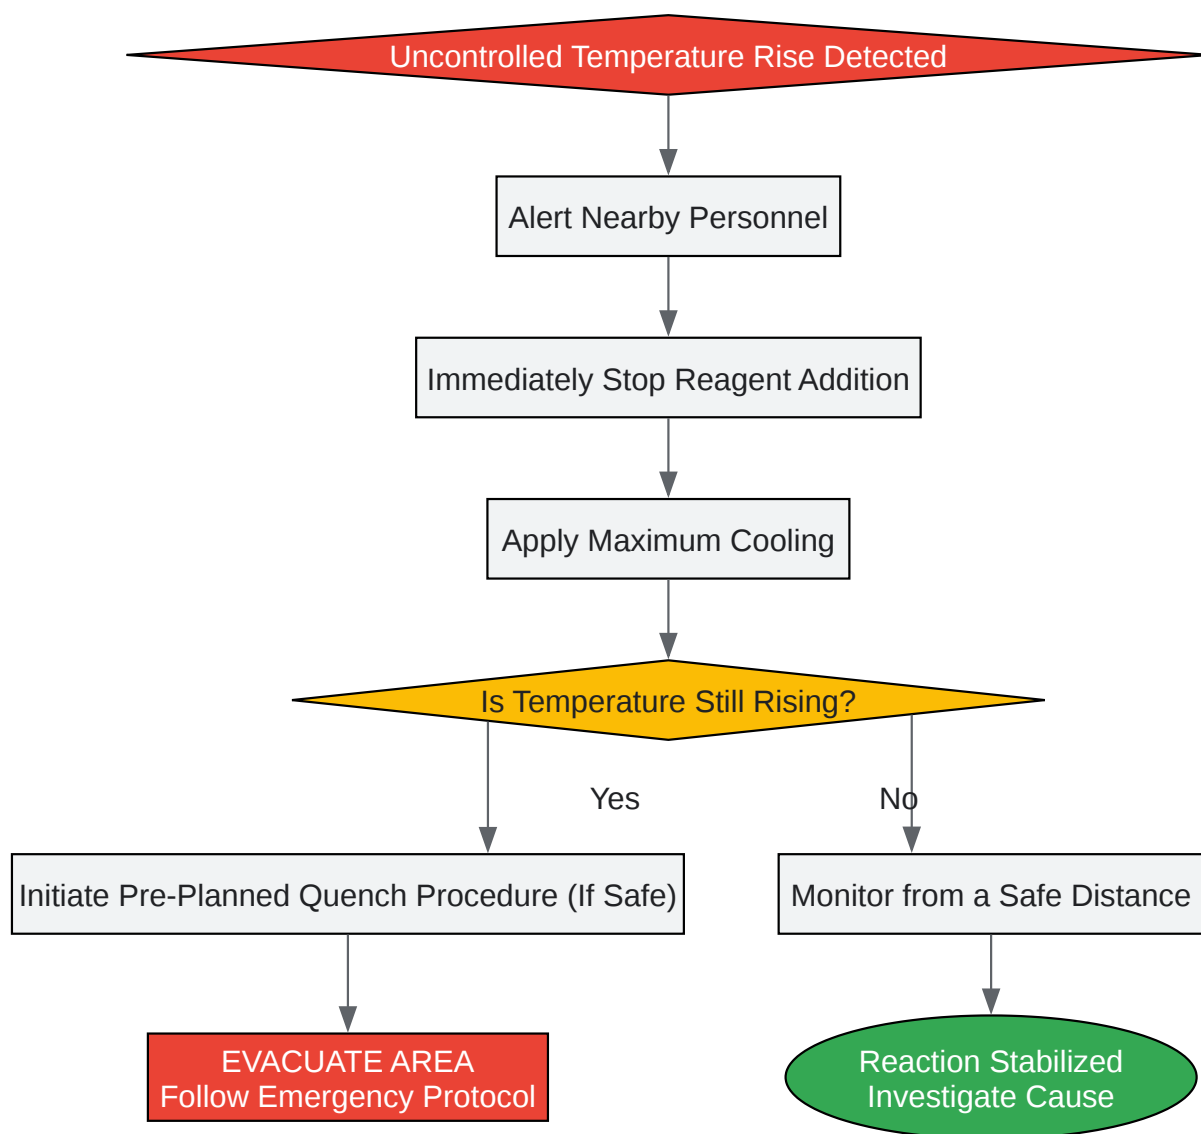 Uncontrolled Temperature Rise Detected
Alert Nearby Personnel
Immediately Stop Reagent Addition
Apply Maximum Cooling
Is Temperature Still Rising?
Yes
No
Initiate Pre-Planned Quench Procedure (If Safe)
Monitor from a Safe Distance
EVACUATE AREA
Follow Emergency Protocol
Reaction Stabilized
Investigate Cause